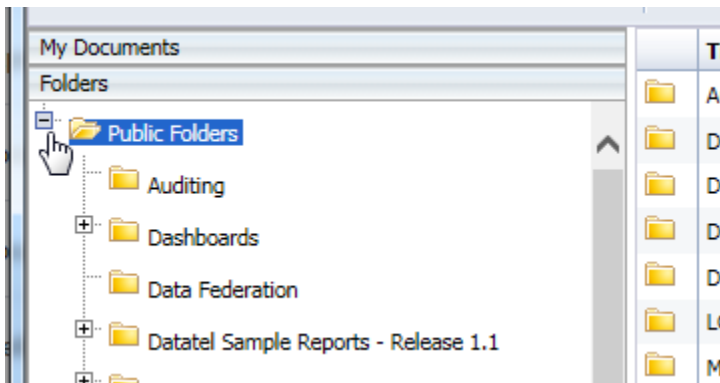 My Documents
Folders
Public Folders
Auditing
Dashboards
Data Federation
Datatel Sample Reports - Release 1.1
T
A
D
D
D
D
M